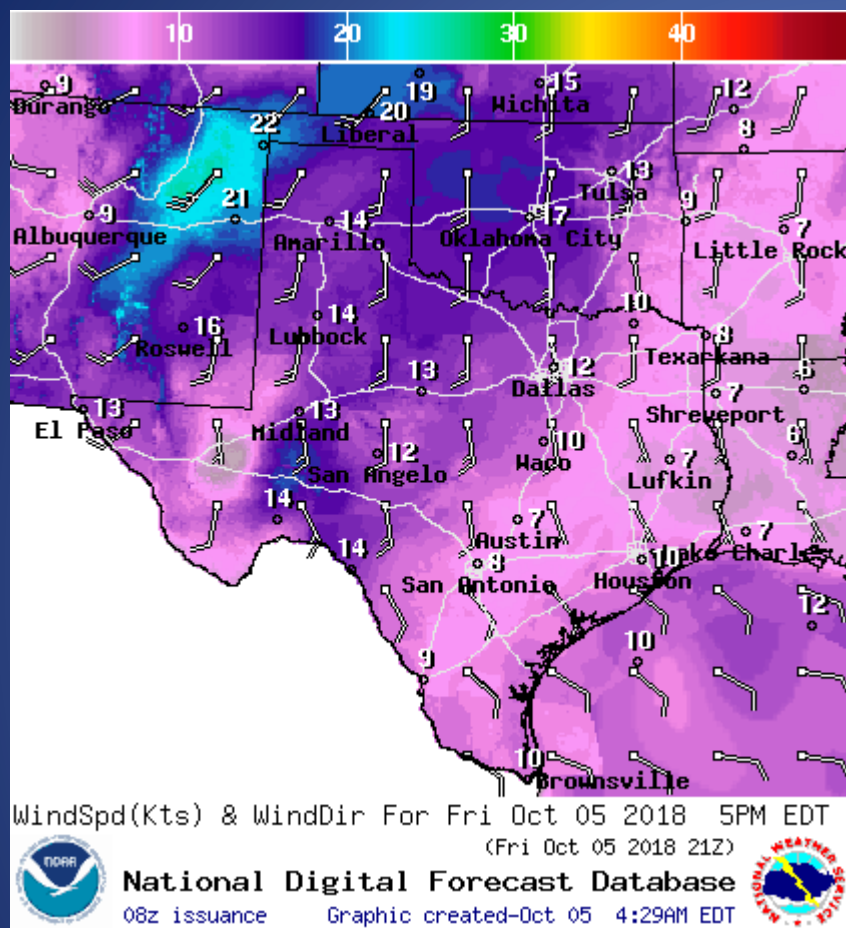 10 20 30 40
9 19 15 12
Durango Wichita
22 20 8
Liberal
13
Tulsa
9 21 14 17 9 7
Albuquerque Amarillo Oklahoma City Little Rock
16 14 10 8
Roswell Lubbock Texarkana
13 12 6
Dallas
13 13 7
El Paso Midland Shreveport
12 10 7 6
San Angelo Waco Lufkin
14 7 7
Austin Lake Charles
14 8 10
San Antonio Houston
12
9 10
10
Brownsville
WindSpd(Kts) & WindDir For Fri Oct 05 2018 5PM EDT
(Fri Oct 05 2018 21Z)
NOAA
National Digital Forecast Database
08z issuance Graphic created-Oct 05 4:29AM EDT
NATIONAL WEATHER SERVICE